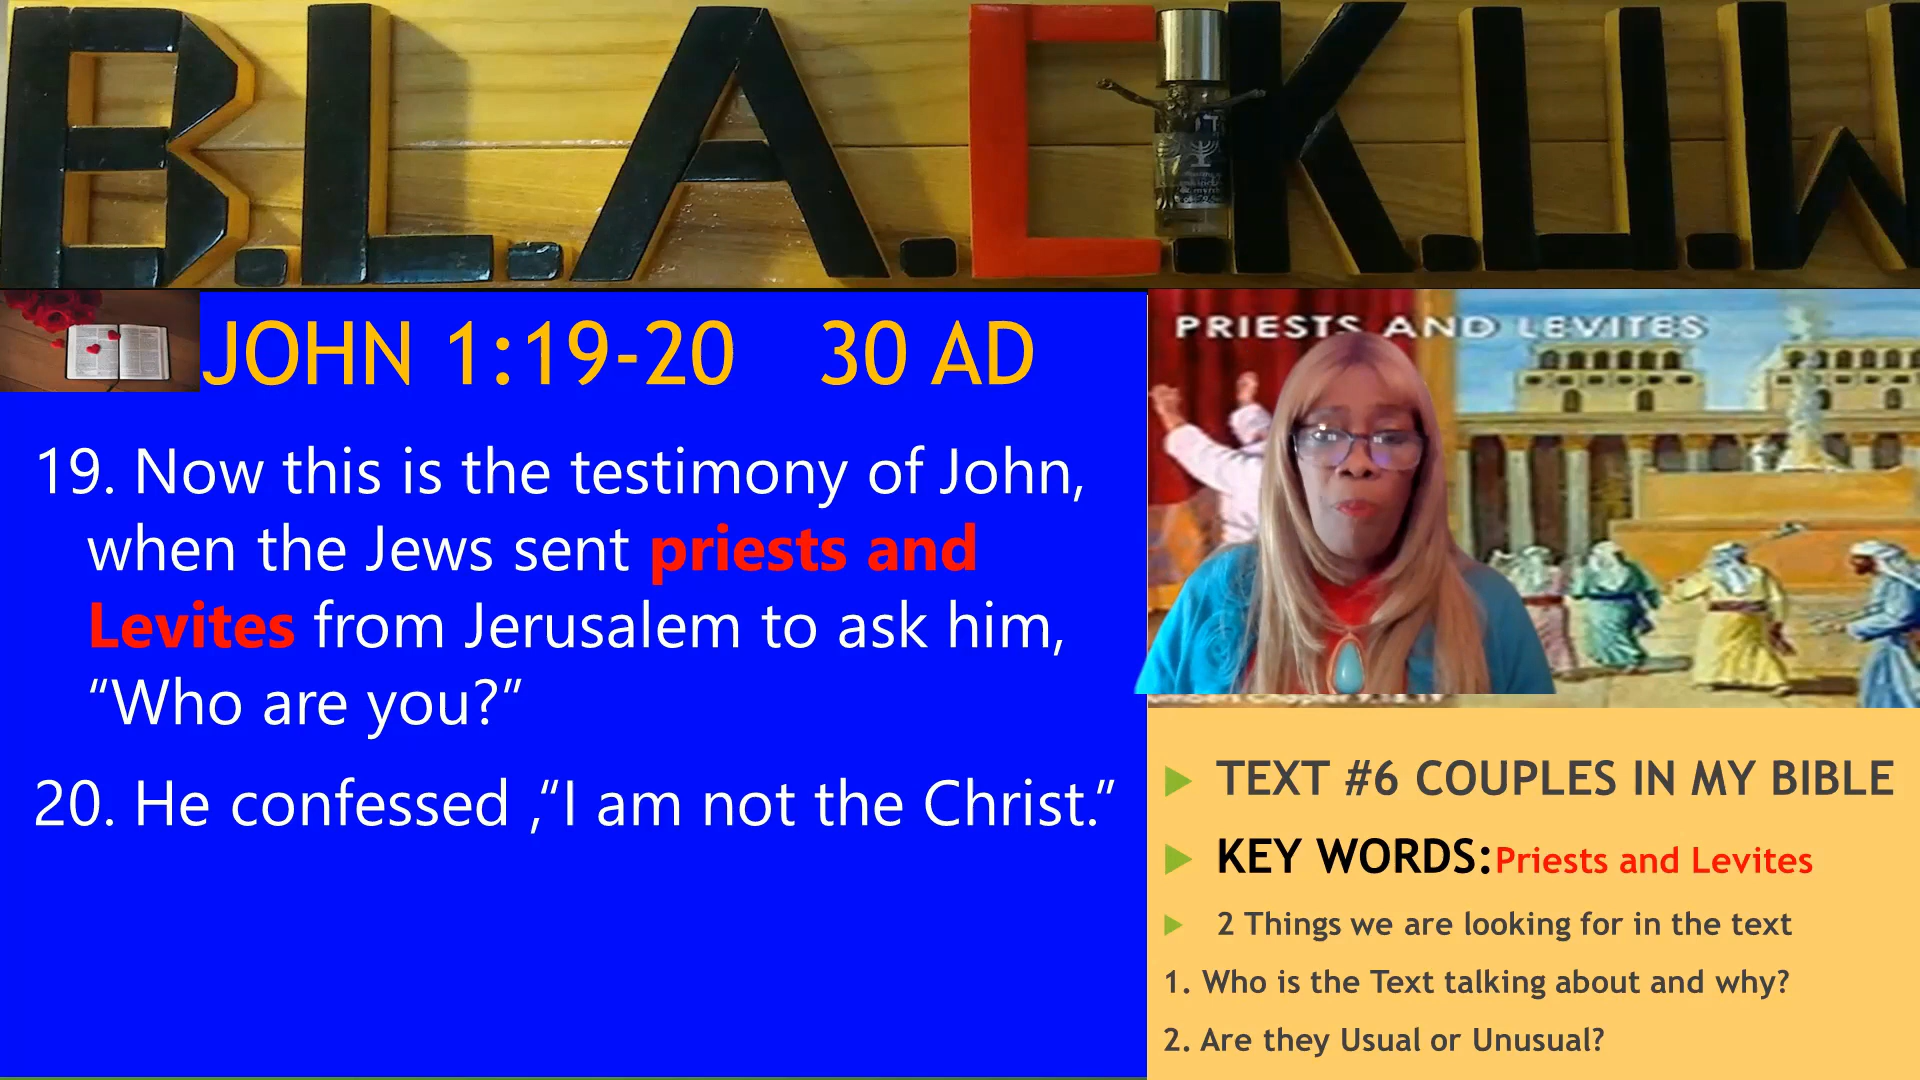 B.L.A.C.K.U.W
JOHN 1:19-20 30 AD
19. Now this is the testimony of John,
when the Jews sent priests and
Levites from Jerusalem to ask him,
“Who are you?”
20. He confessed ,“I am not the Christ.”
PRIESTS AND LEVITES
TEXT #6 COUPLES IN MY BIBLE
KEY WORDS:Priests and Levites
2 Things we are looking for in the text
1. Who is the Text talking about and why?
2. Are they Usual or Unusual?